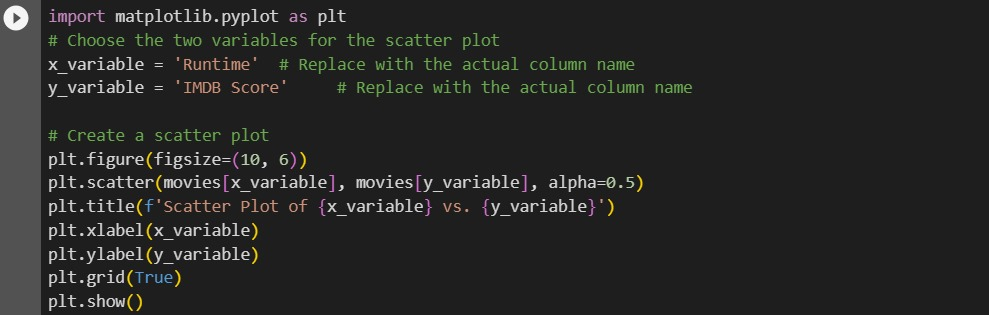 import matplotlib.pyplot as plt
# Choose the two variables for the scatter plot
x_variable = 'Runtime'  # Replace with the actual column name
y_variable = 'IMDB Score'     # Replace with the actual column name

# Create a scatter plot
plt.figure(figsize=(10, 6))
plt.scatter(movies[x_variable], movies[y_variable], alpha=0.5)
plt.title(f'Scatter Plot of {x_variable} vs. {y_variable}')
plt.xlabel(x_variable)
plt.ylabel(y_variable)
plt.grid(True)
plt.show()